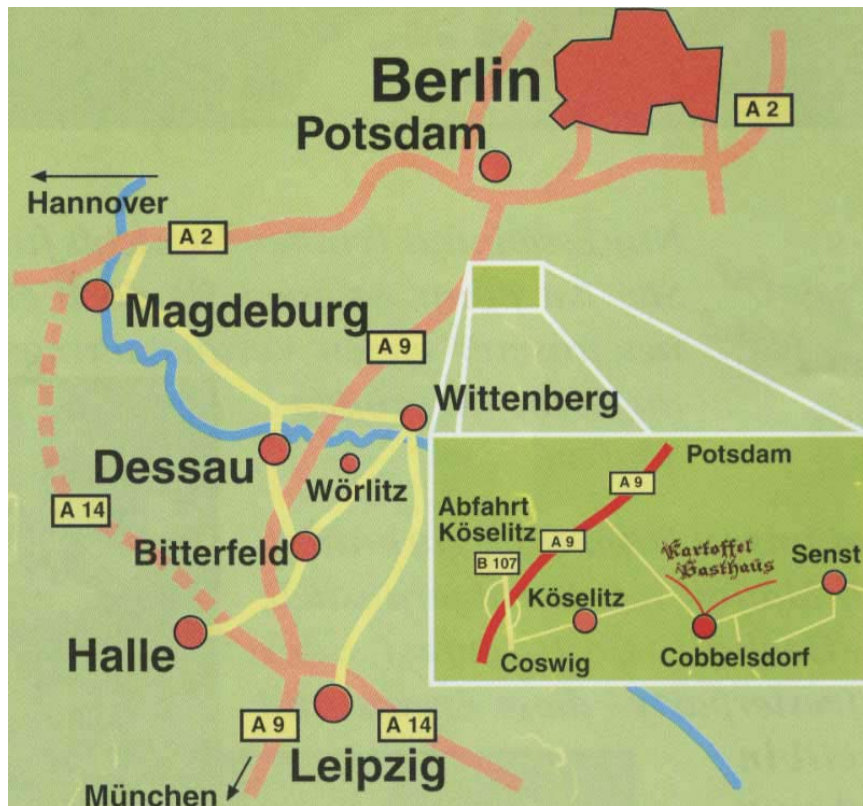 Berlin
Potsdam
A 2
Hannover
A 2
Magdeburg
A 9
Wittenberg
Dessau
Wörlitz
A 14
Bitterfeld
Halle
A 9
A 14
Leipzig
München
Potsdam
A 9
Abfahrt
Köselitz
A 9
B 107
Kartoffel
Gasthaus
Senst
Köselitz
Coswig
Cobbelsdorf